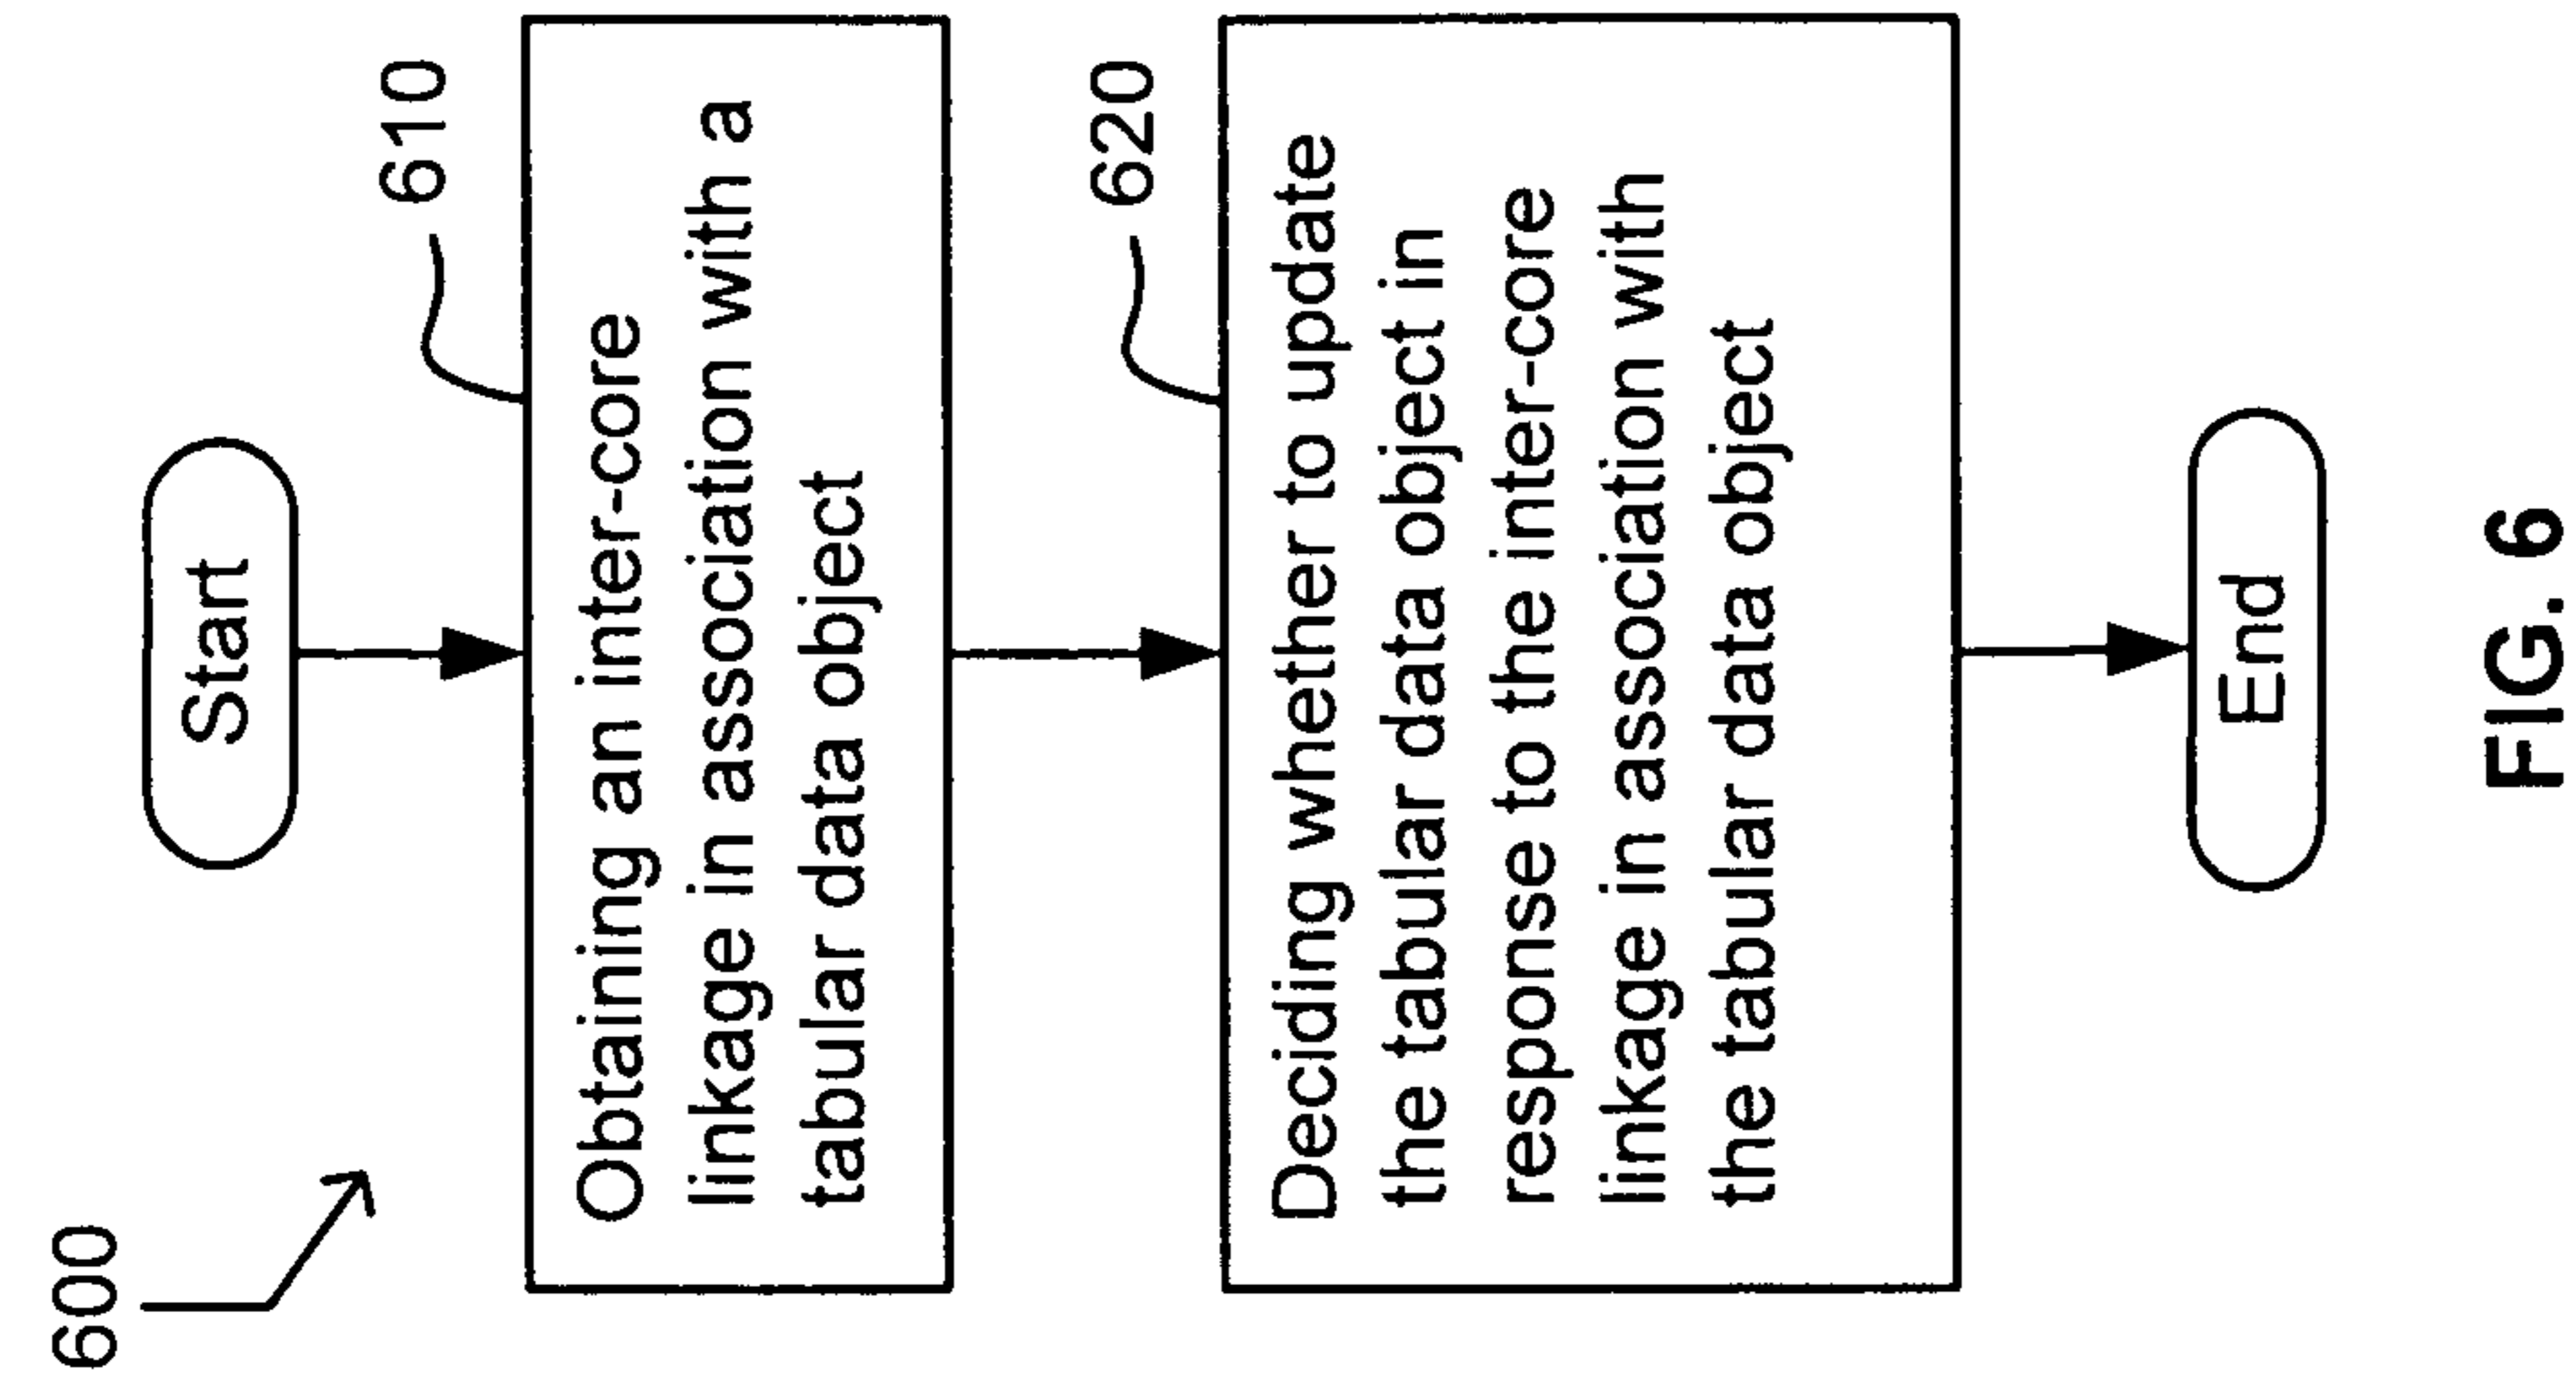 600
Start
610
Obtaining an inter-core
linkage in association with a
tabular data object
620
Deciding whether to update
the tabular data object in
response to the inter-core
linkage in association with
the tabular data object
End
FIG. 6